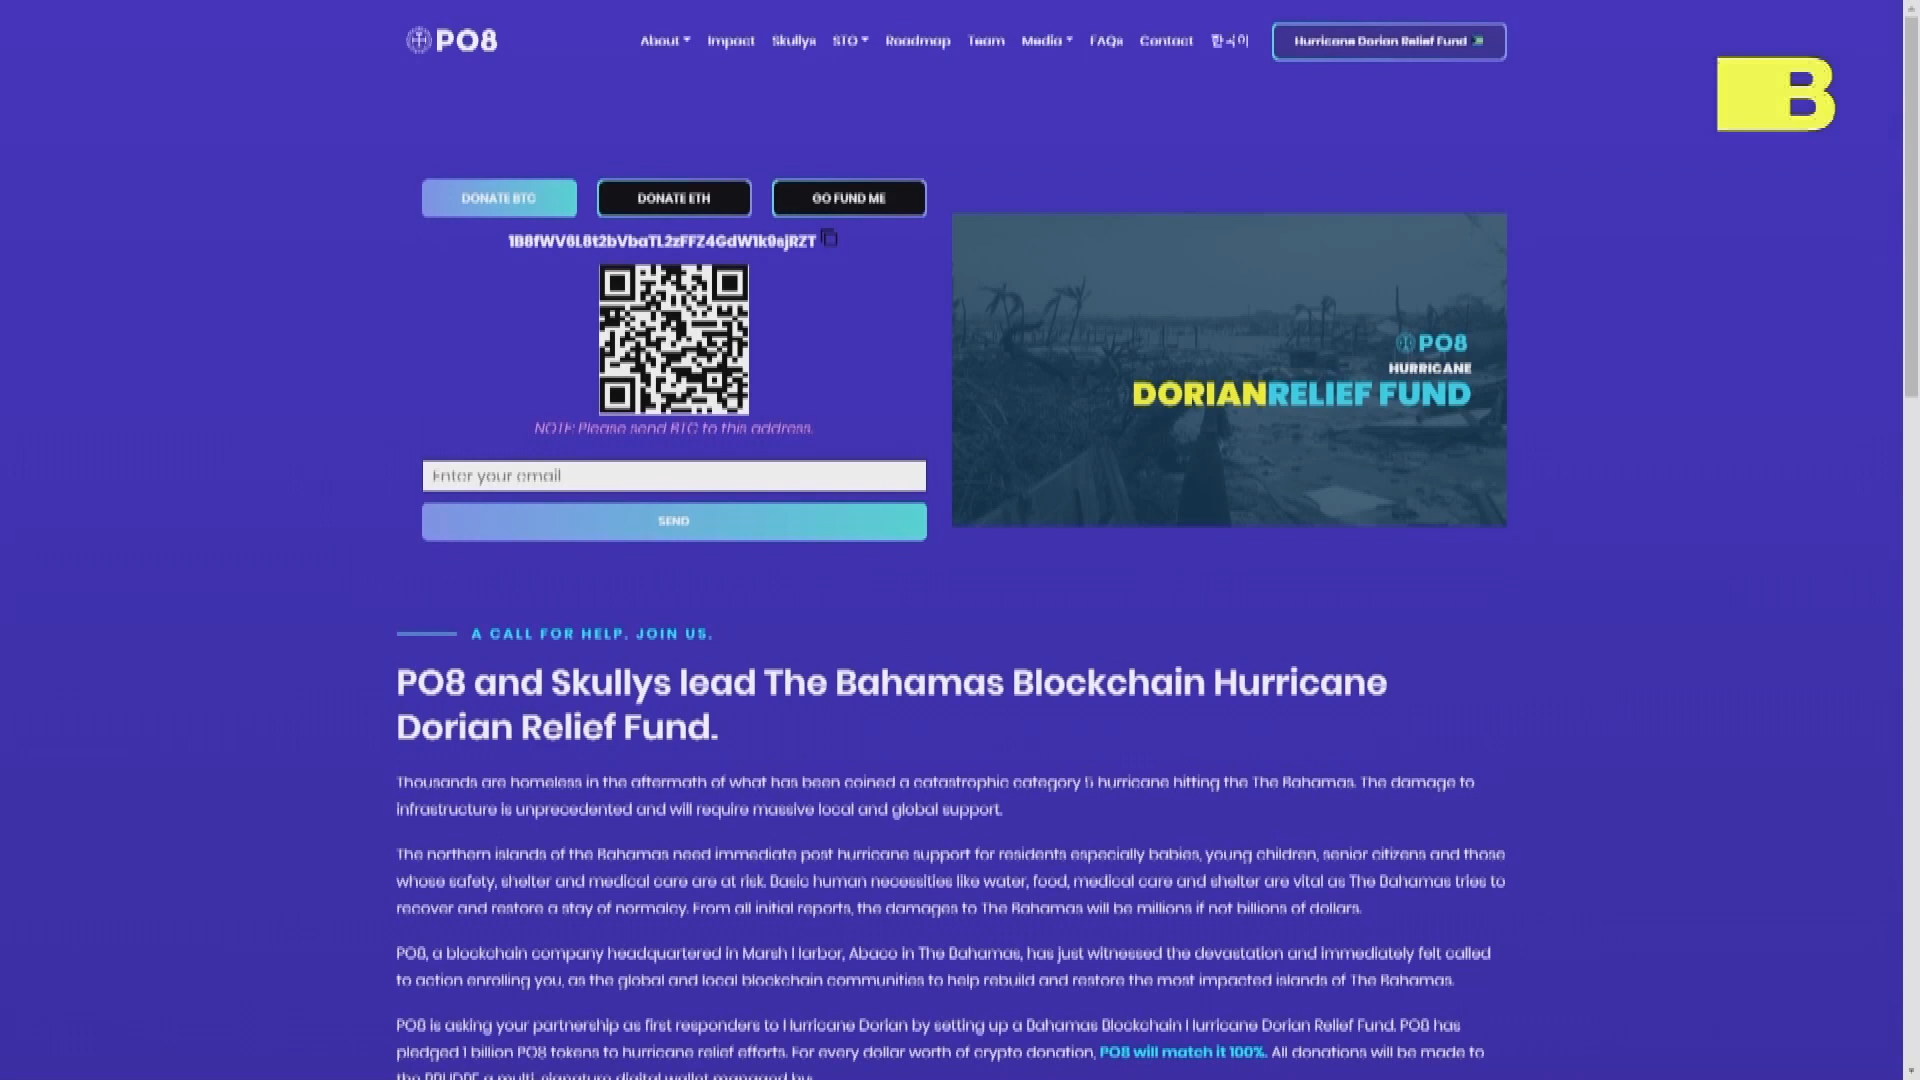 PO8
About Impact Skullys STO Roadmap Team Media FAQs Contact 한국어 Hurricane Dorian Relief Fund
B
DONATE BTC DONATE ETH GO FUND ME
NOTE: Please send BTC to this address.
Enter your email
SEND
PO8
HURRICANE
DORIANRELIEF FUND
A CALL FOR HELP. JOIN US.
PO8 and Skullys lead The Bahamas Blockchain Hurricane
Dorian Relief Fund.
Thousands are homeless in the aftermath of what has been coined a catastrophic category 5 hurricane hitting the The Bahamas. The damage to
infrastructure is unprecedented and will require massive local and global support.
The northern islands of the Bahamas need immediate post hurricane support for residents especially babies, young children, senior citizens and those
whose safety, shelter and medical care are at risk. Basic human necessities like water, food, medical care and shelter are vital as The Bahamas tries to
recover and restore a stay of normalcy. From all initial reports, the damages to The Bahamas will be millions if not billions of dollars.
PO8, a blockchain company headquartered in Marsh Harbor, Abaco in The Bahamas, has just witnessed the devastation and immediately felt called
to action enrolling you, as the global and local blockchain communities to help rebuild and restore the most impacted islands of The Bahamas.
PO8 is asking your partnership as first responders to Hurricane Dorian by setting up a Bahamas Blockchain Hurricane Dorian Relief Fund. PO8 has
pledged 1 billion PO8 tokens to hurricane relief efforts. For every dollar worth of crypto donation, PO8 will match it 100%. All donations will be made to